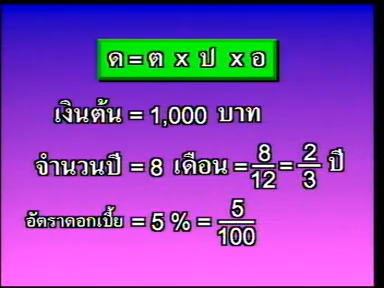 ด = ต x ป x อ
เงินต้น = 1,000 บาท
จำนวนปี = 8 เดือน = 8/12 = 2/3 ปี
อัตราดอกเบี้ย = 5 % = 5/100